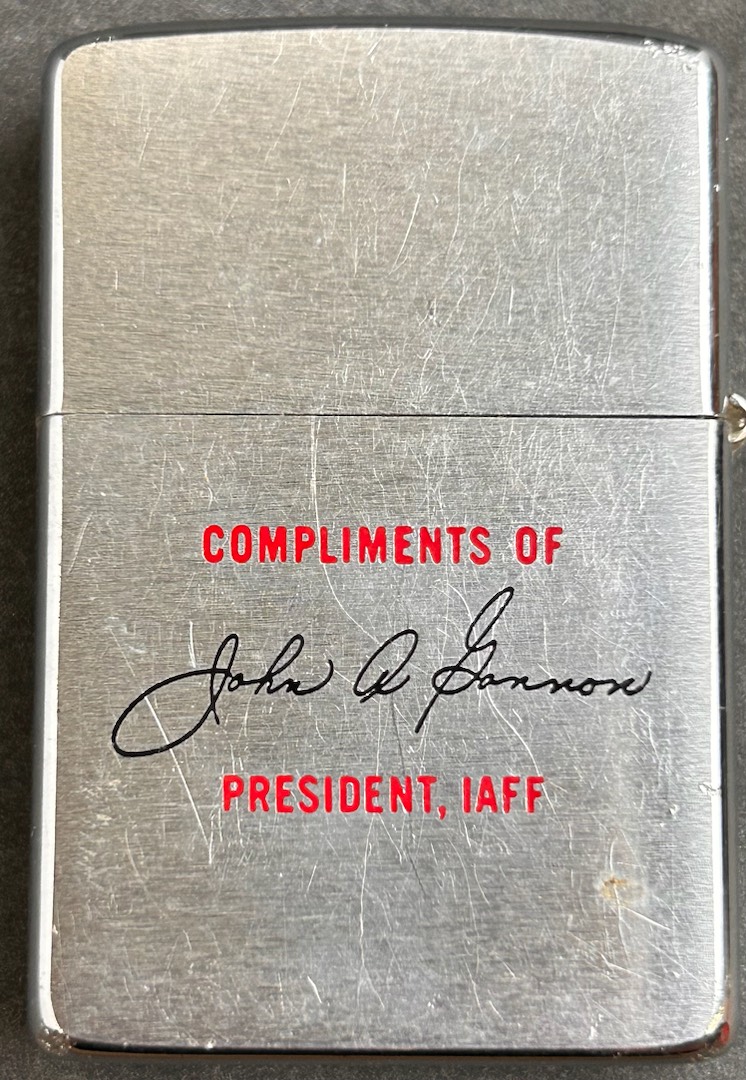 COMPLIMENTS OF
John A Gannon
PRESIDENT, IAFF